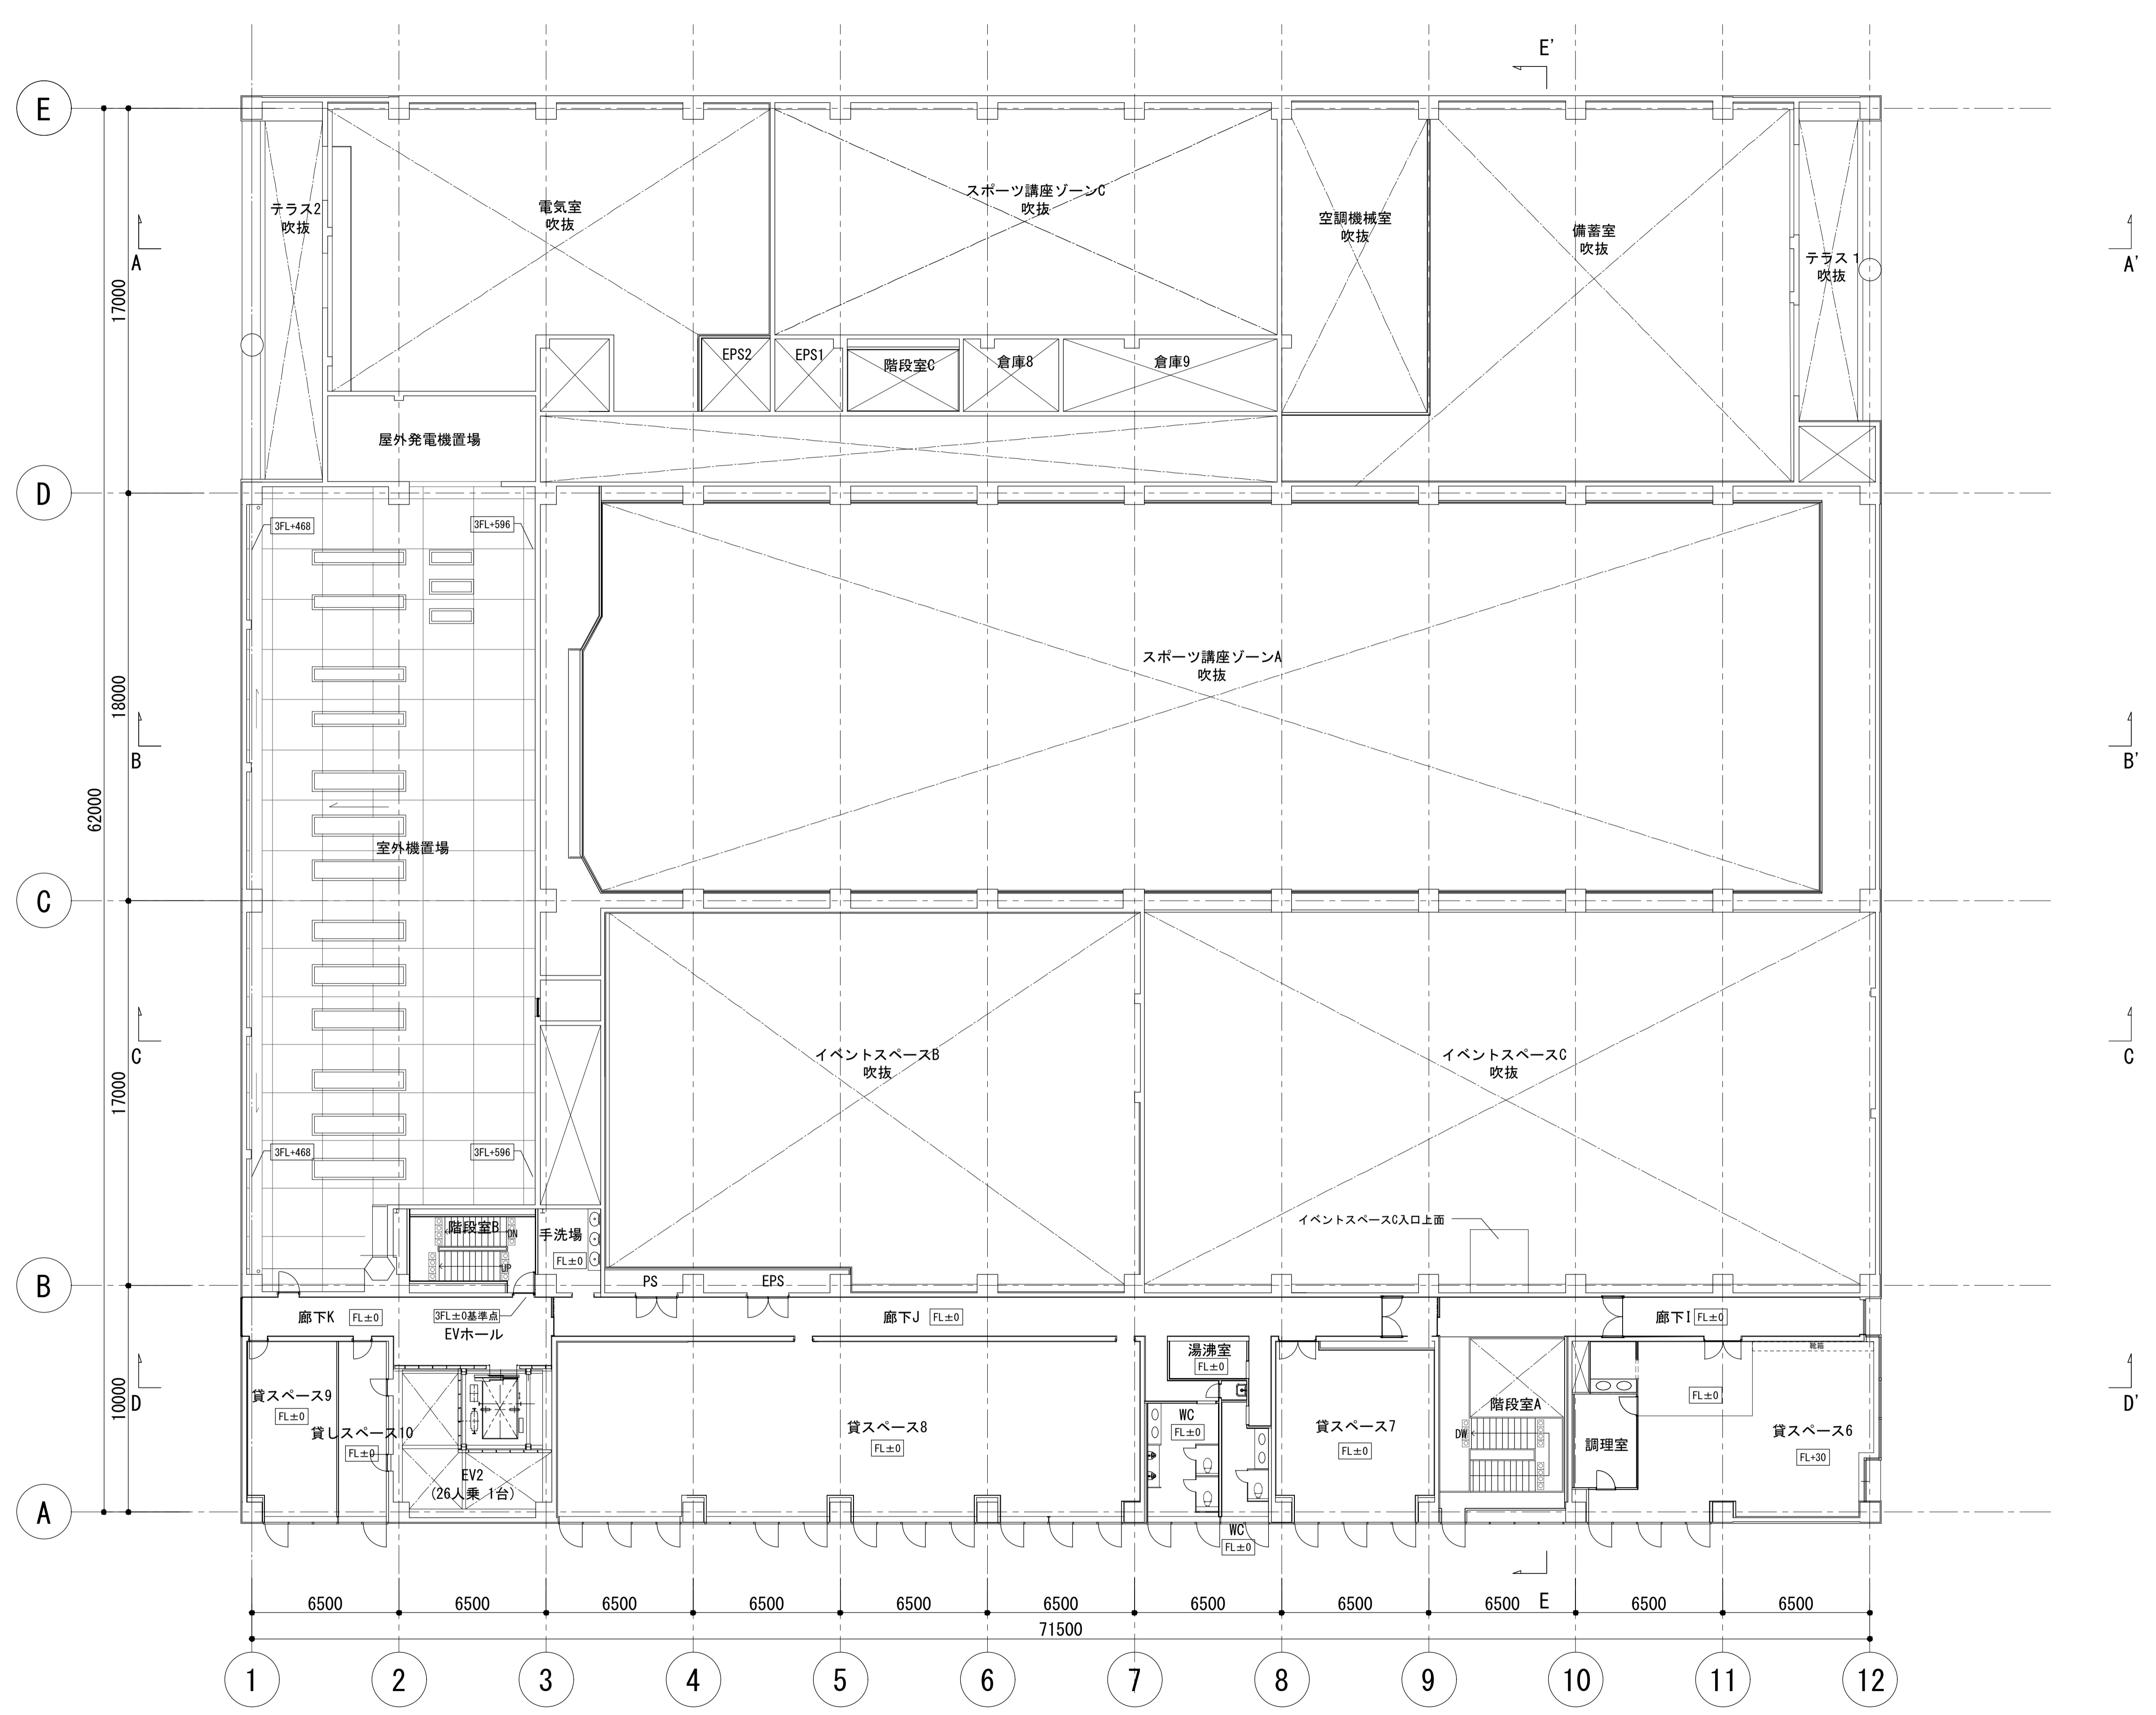 E'
E
テラス2
吹抜
電気室
吹抜
スポーツ講座ゾーンC
吹抜
空調機械室
吹抜
備蓄室
吹抜
テラス1
吹抜
A
A'
17000
EPS2
EPS1
階段室C
倉庫8
倉庫9
屋外発電機置場
D
3FL+468
3FL+596
スポーツ講座ゾーンA
吹抜
18000
B
B'
62000
室外機置場
C
イベントスペースB
吹抜
イベントスペースC
吹抜
C
C
17000
3FL+468
3FL+596
イベントスペースC入口上面
階段室B
DN
UP
手洗場
FL±0
B
PS
EPS
廊下K
FL±0
3FL±0基準点
EVホール
廊下J
FL±0
廊下I
FL±0
湯沸室
FL±0
靴箱
D
D'
10000
貸スペース9
FL±0
貸しスペース10
FL±0
EV2
(26人乗 1台)
貸スペース8
FL±0
WC
FL±0
貸スペース7
FL±0
階段室A
DW
調理室
FL±0
貸スペース6
FL+30
A
WC
FL±0
E
6500
6500
6500
6500
6500
6500
6500
6500
6500
6500
6500
71500
1
2
3
4
5
6
7
8
9
10
11
12